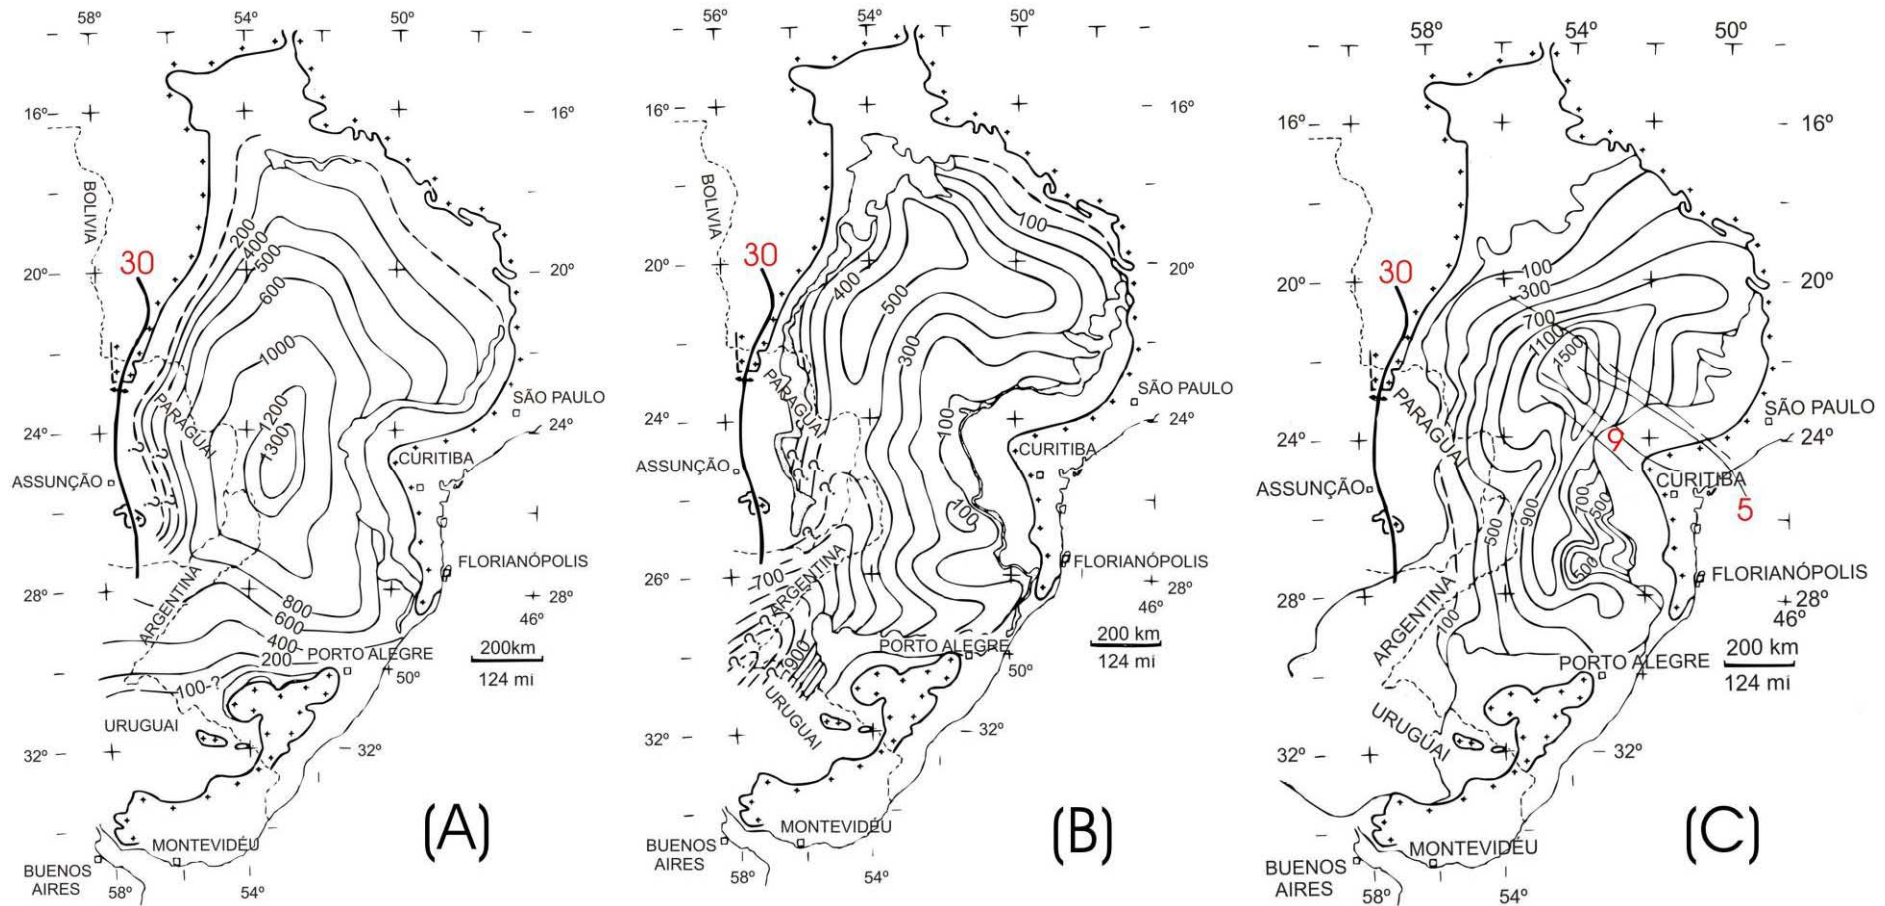 58º
54º
50º
16º
16º
BOLIVIA
30
200
400
500
20º
20º
600
1000
PARAGUAI
SÃO PAULO
1200
1300
24º
24º
?
?
?
?
CURITIBA
ASSUNÇÃO
FLORIANÓPOLIS
ARGENTINA
28º
800
600
28º
46º
400
200
PORTO ALEGRE
200km
124 mi
100-?
50º
URUGUAI
32º
32º
(A)
MONTEVIDÉU
BUENOS
AIRES
58º
54º
56º
54º
50º
16º
16º
BOLIVIA
100
30
20º
20º
400
500
300
PARAGUAI
SÃO PAULO
24º
24º
100
CURITIBA
ASSUNÇÃO
100
FLORIANÓPOLIS
26º
700
ARGENTINA
28º
46º
200 km
124 mi
900
PORTO ALEGRE
50º
URUGUAI
32º
32º
(B)
MONTEVIDÉU
BUENOS
AIRES
58º
54º
58º
54º
50º
16º
16º
30
100
20º
300
20º
700
1100
1500
PARAGUAI
SÃO PAULO
24º
9
24º
CURITIBA
ASSUNÇÃO
700
500
5
900
500
500
FLORIANÓPOLIS
28º
28º
46º
100
ARGENTINA
200 km
124 mi
PORTO ALEGRE
URUGUAI
32º
32º
(C)
MONTEVIDÉU
BUENOS
AIRES
58º
54º